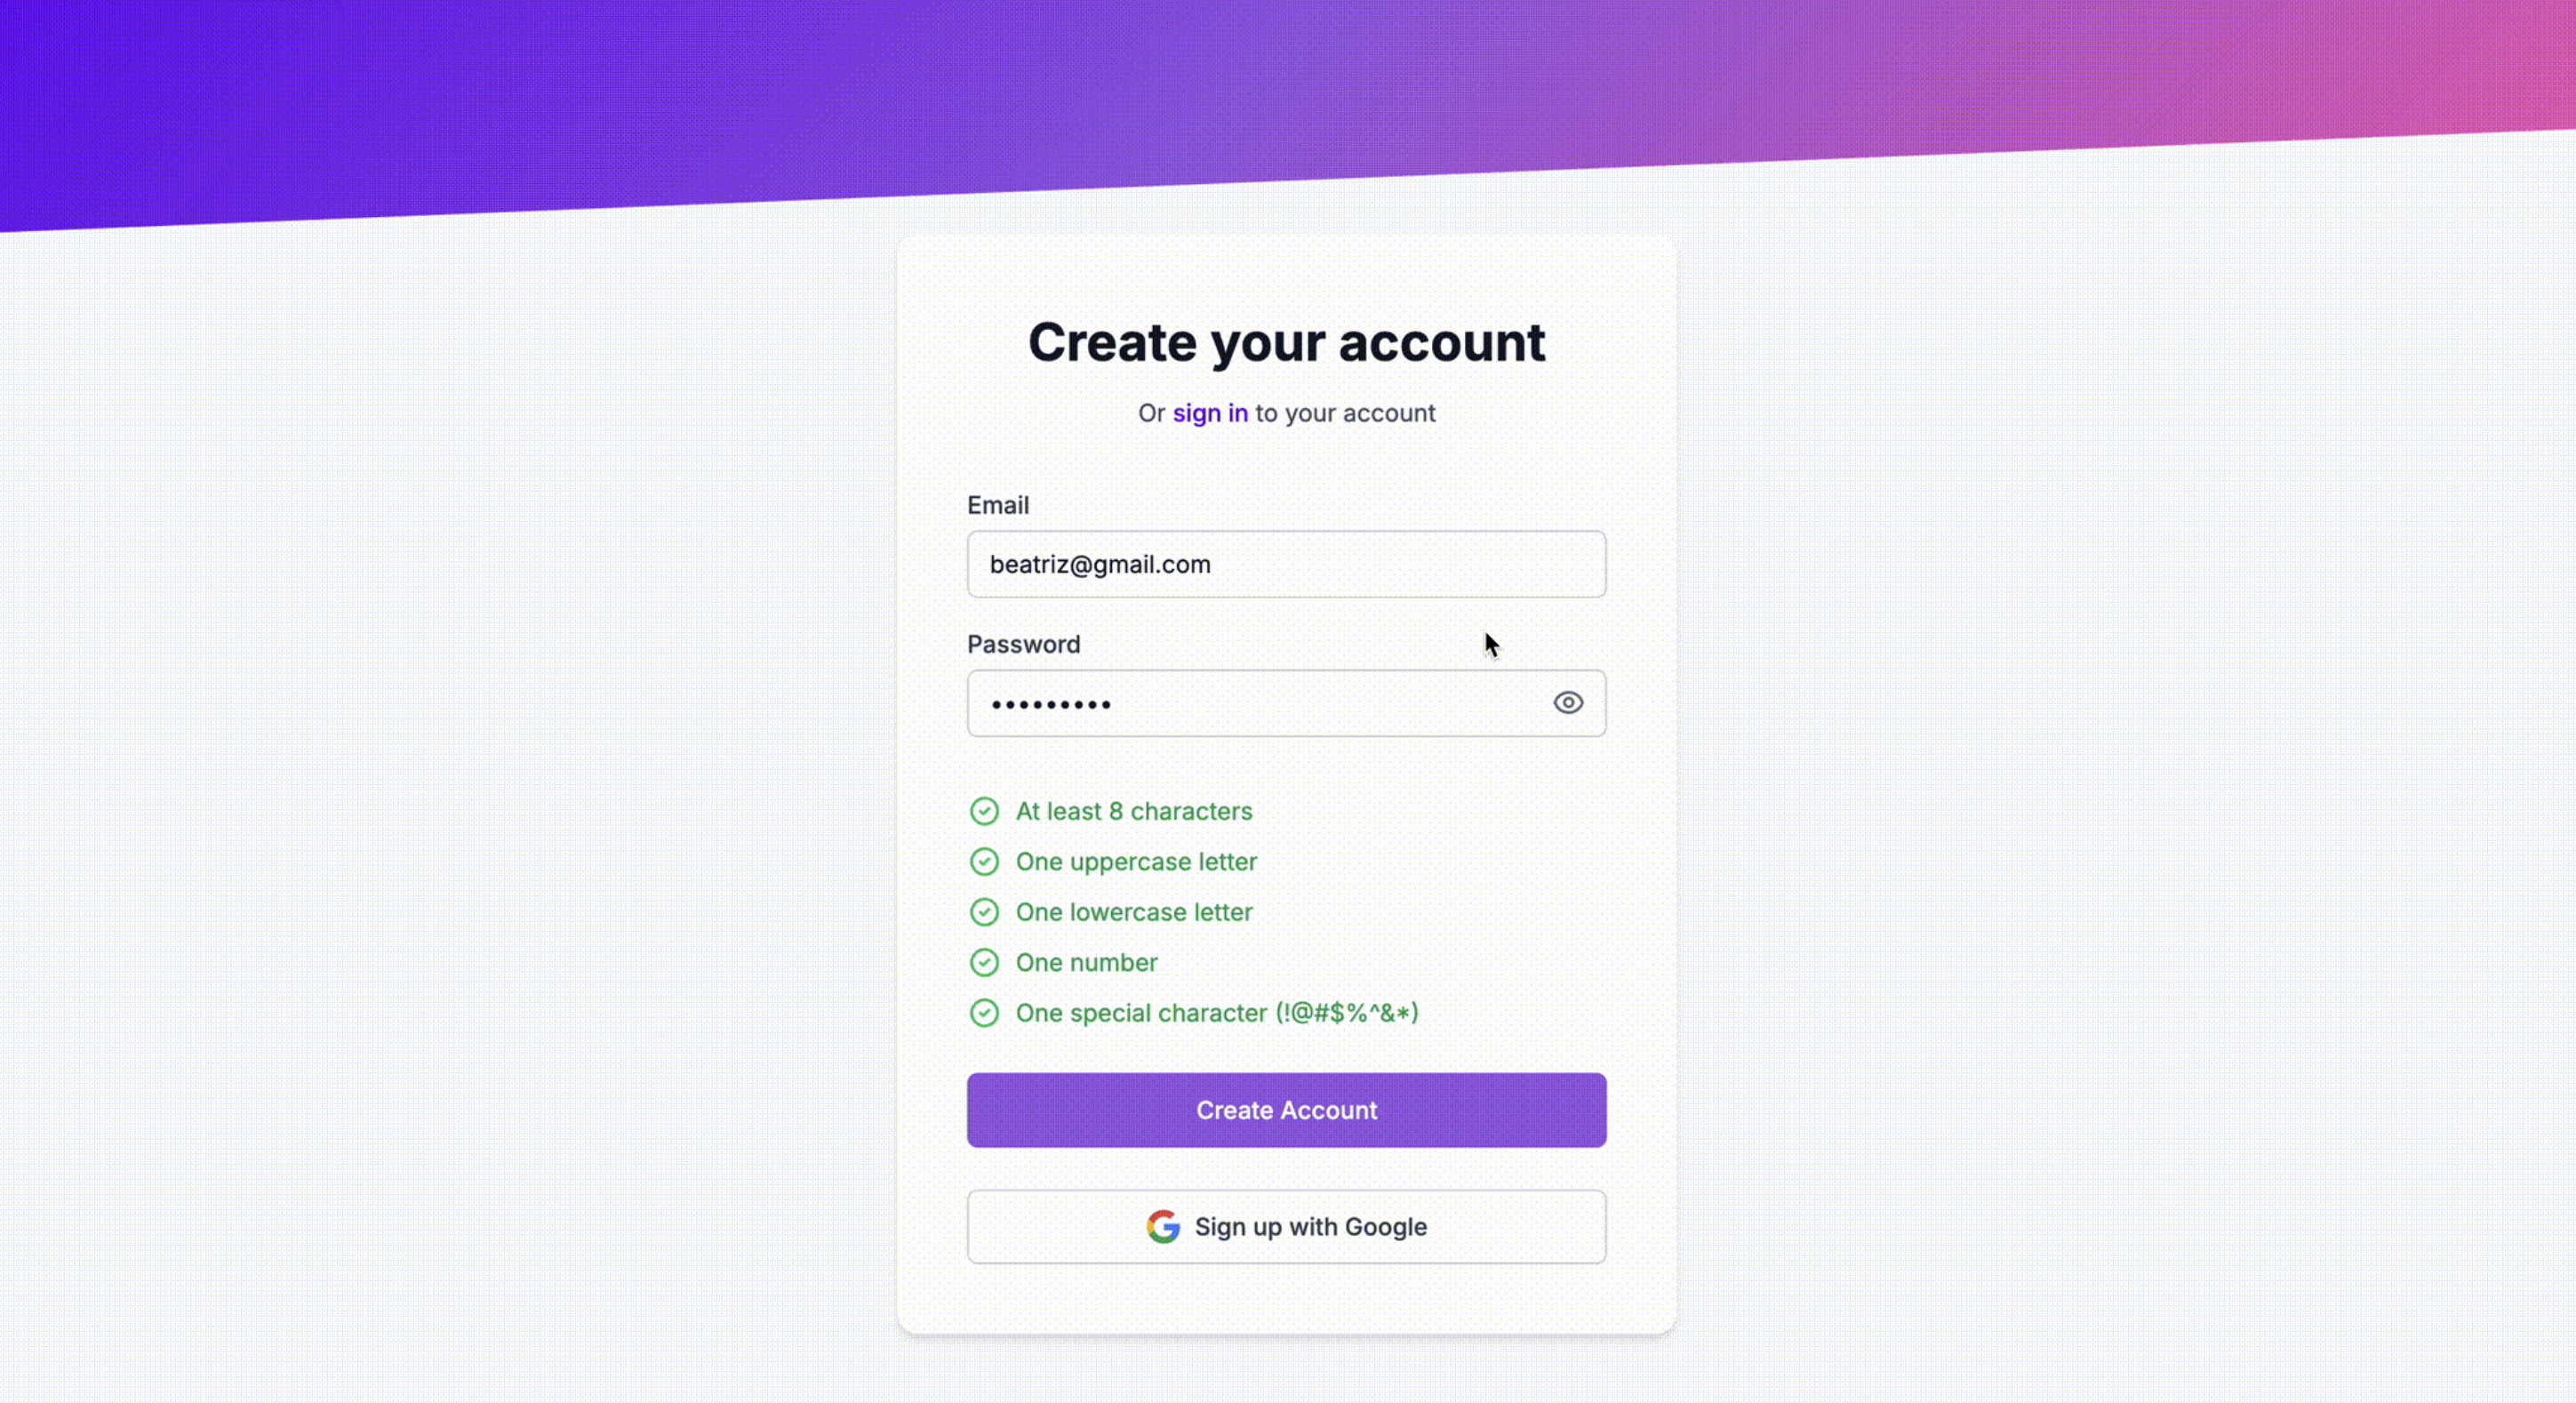 Create your account
Or sign in to your account
Email
beatriz@gmail.com
Password
•••••••••
At least 8 characters
One uppercase letter
One lowercase letter
One number
One special character (!@#$%^&*)
Create Account
Sign up with Google